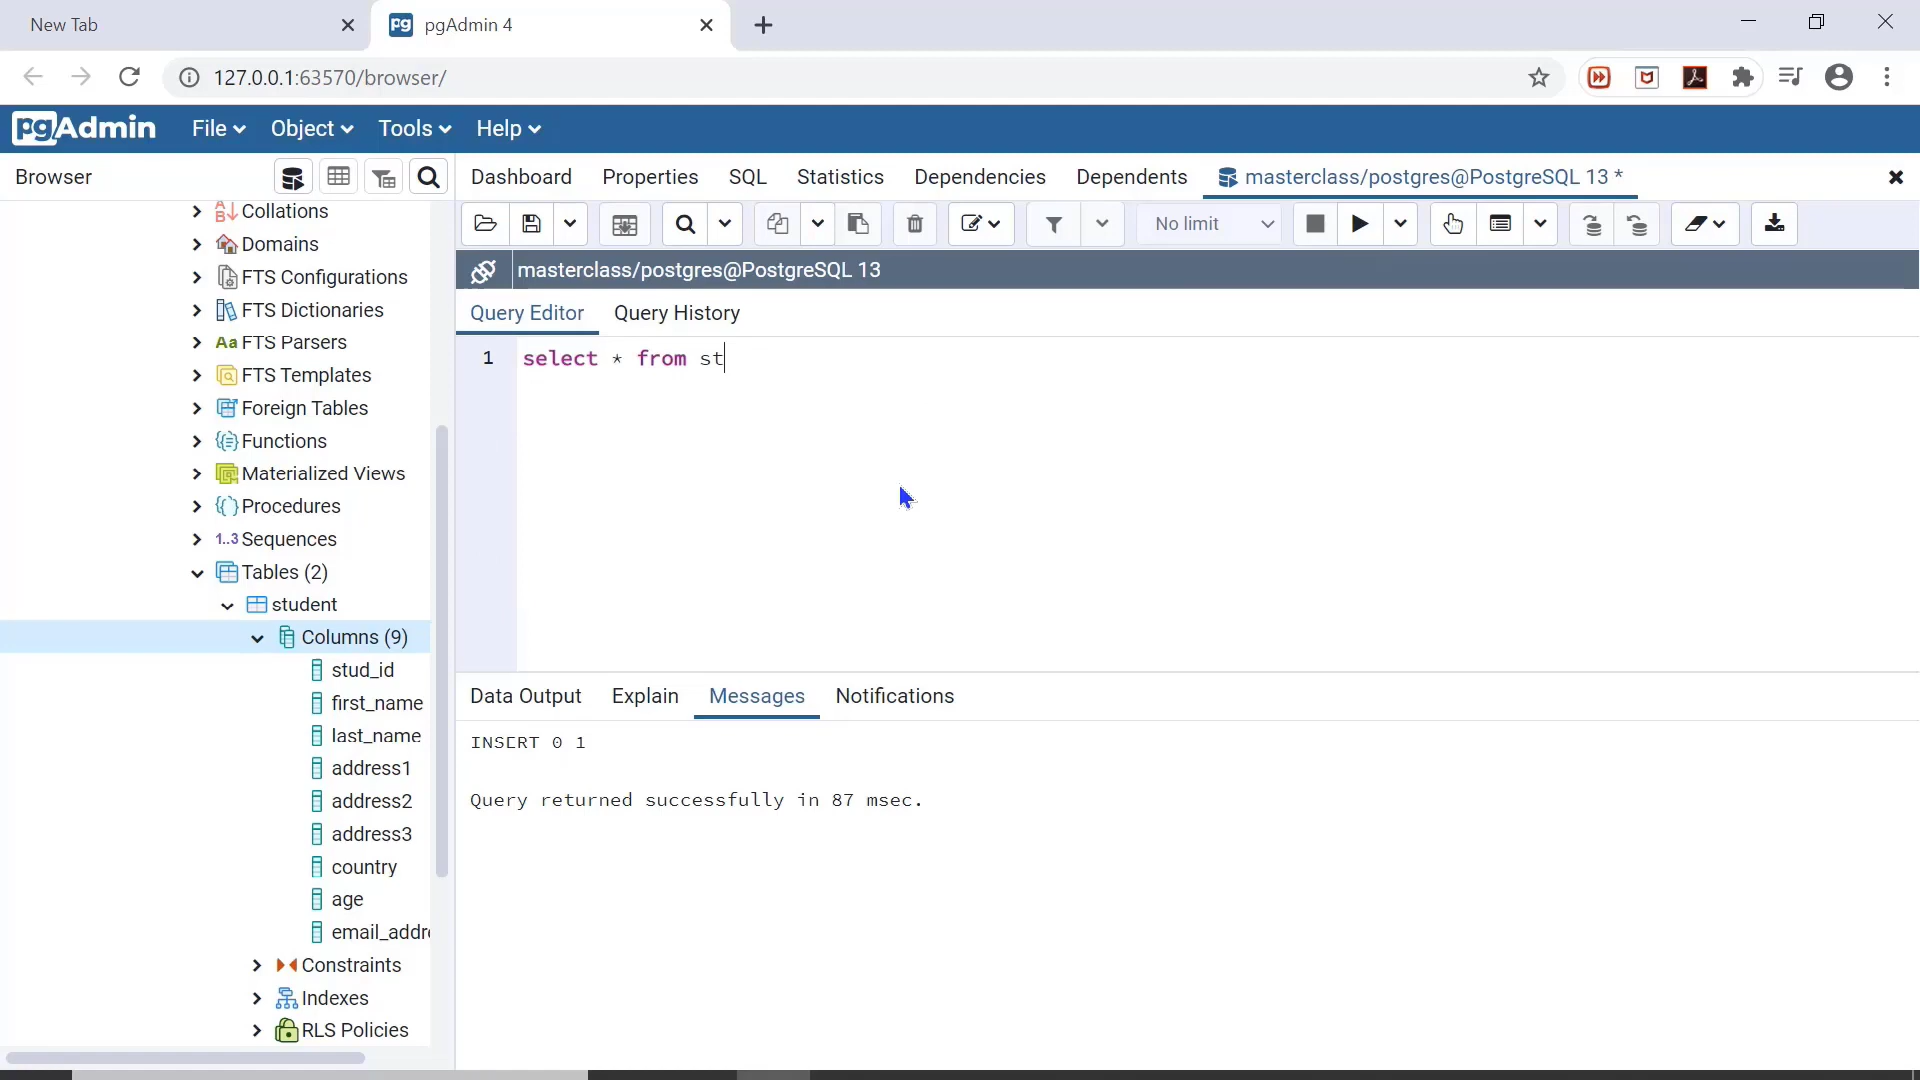 New Tab
pgAdmin 4
127.0.0.1:63570/browser/
pgAdmin File Object Tools Help
Browser
Dashboard Properties SQL Statistics Dependencies Dependents masterclass/postgres@PostgreSQL 13 *
No limit
masterclass/postgres@PostgreSQL 13
Query Editor Query History
1 select * from st
Collations
Domains
FTS Configurations
FTS Dictionaries
Aa FTS Parsers
FTS Templates
Foreign Tables
Functions
Materialized Views
Procedures
1..3 Sequences
Tables (2)
student
Columns (9)
stud_id
first_name
last_name
address1
address2
address3
country
age
email_addre
Constraints
Indexes
RLS Policies
Data Output Explain Messages Notifications
INSERT 0 1
Query returned successfully in 87 msec.